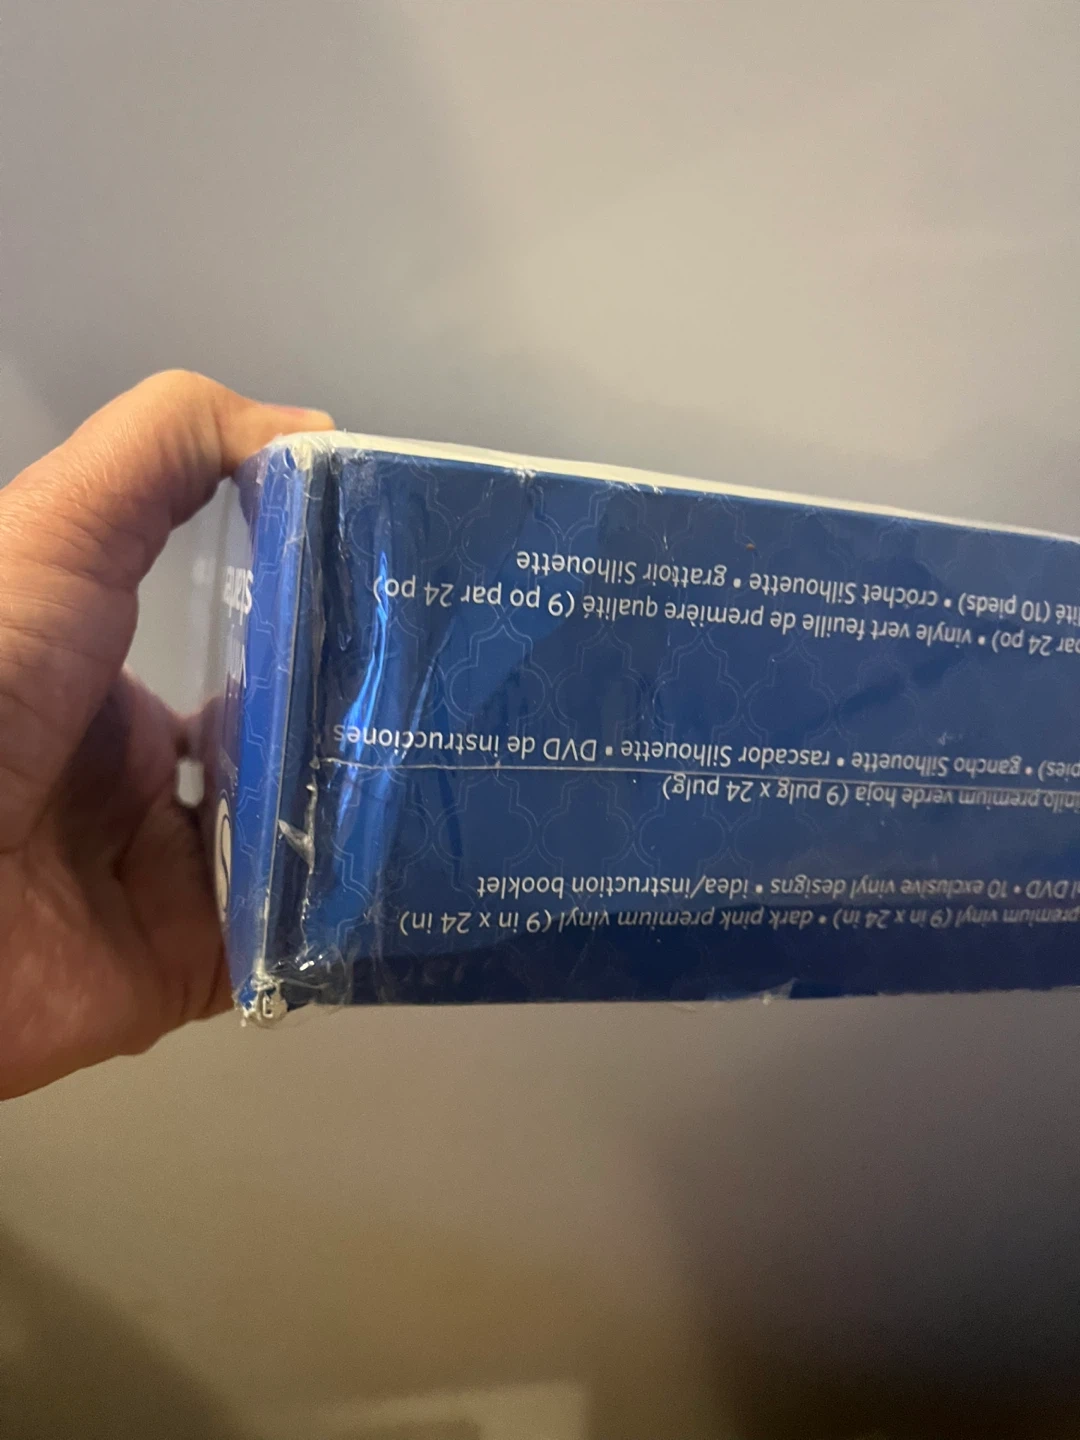 premium vinyl (9 in x 24 in) • dark pink premium vinyl (9 in x 24 in)
DVD • 10 exclusive vinyl designs • idea/instruction booklet
premium verde hoja (9 pulg x 24 pulg)
pies) • gancho Silhouette • rascador Silhouette • DVD de instrucciones
par 24 po) • vinyle vert feuille de première qualité (9 po par 24 po)
(10 pieds) • crochet Silhouette • grattoir Silhouette